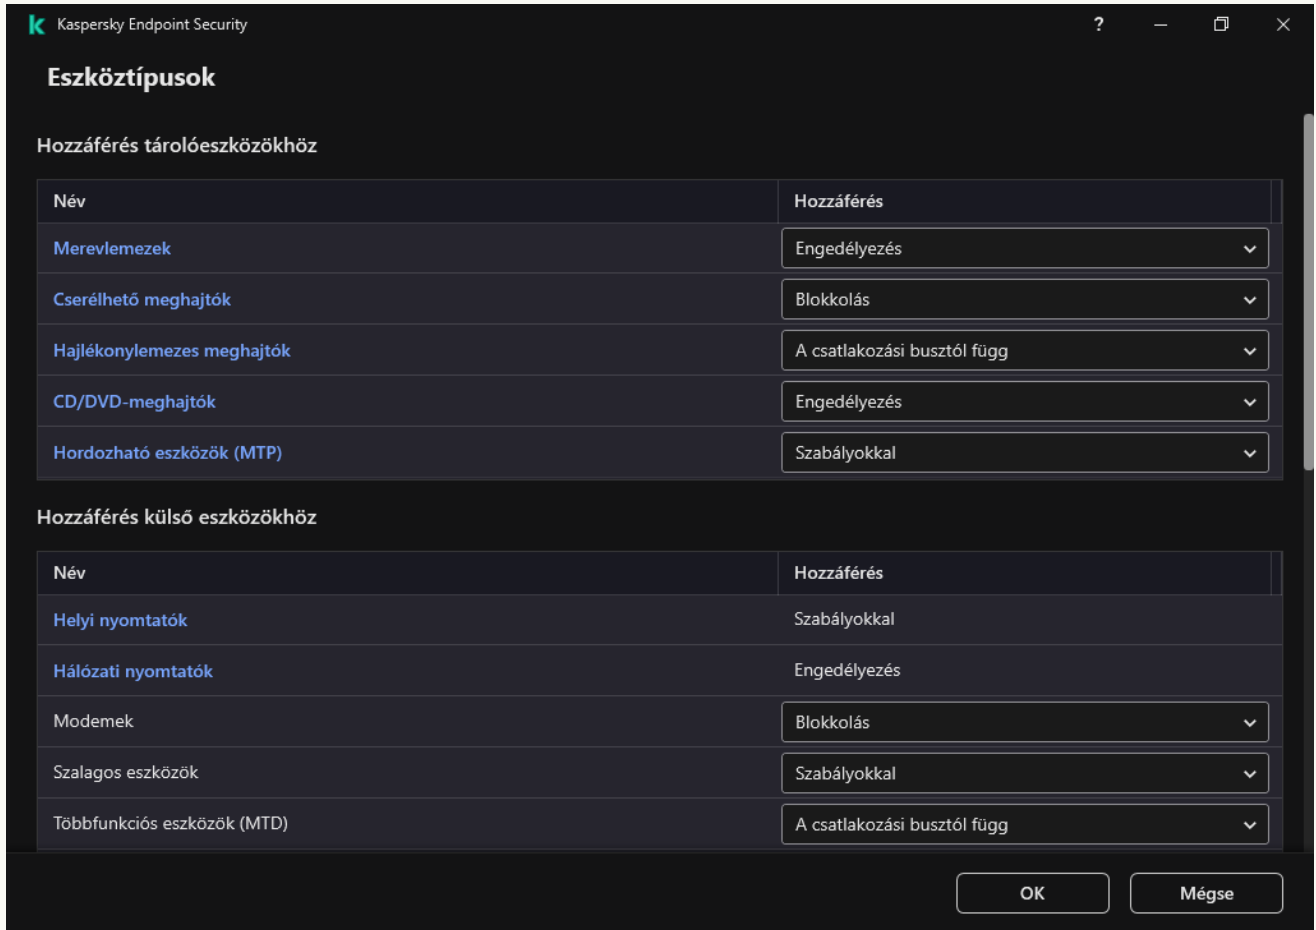 Kaspersky Endpoint Security ?
Eszköztípusok
Hozzáférés tárolóeszközökhöz
Név Hozzáférés
Merevlemezek Engedélyezés
Cserélhető meghajtók Blokkolás
Hajlékonylemezes meghajtók A csatlakozási busztól függ
CD/DVD-meghajtók Engedélyezés
Hordozható eszközök (MTP) Szabályokkal
Hozzáférés külső eszközökhöz
Név Hozzáférés
Helyi nyomtatók Szabályokkal
Hálózati nyomtatók Engedélyezés
Modemek Blokkolás
Szalagos eszközök Szabályokkal
Többfunkciós eszközök (MTD) A csatlakozási busztól függ
OK Mégse